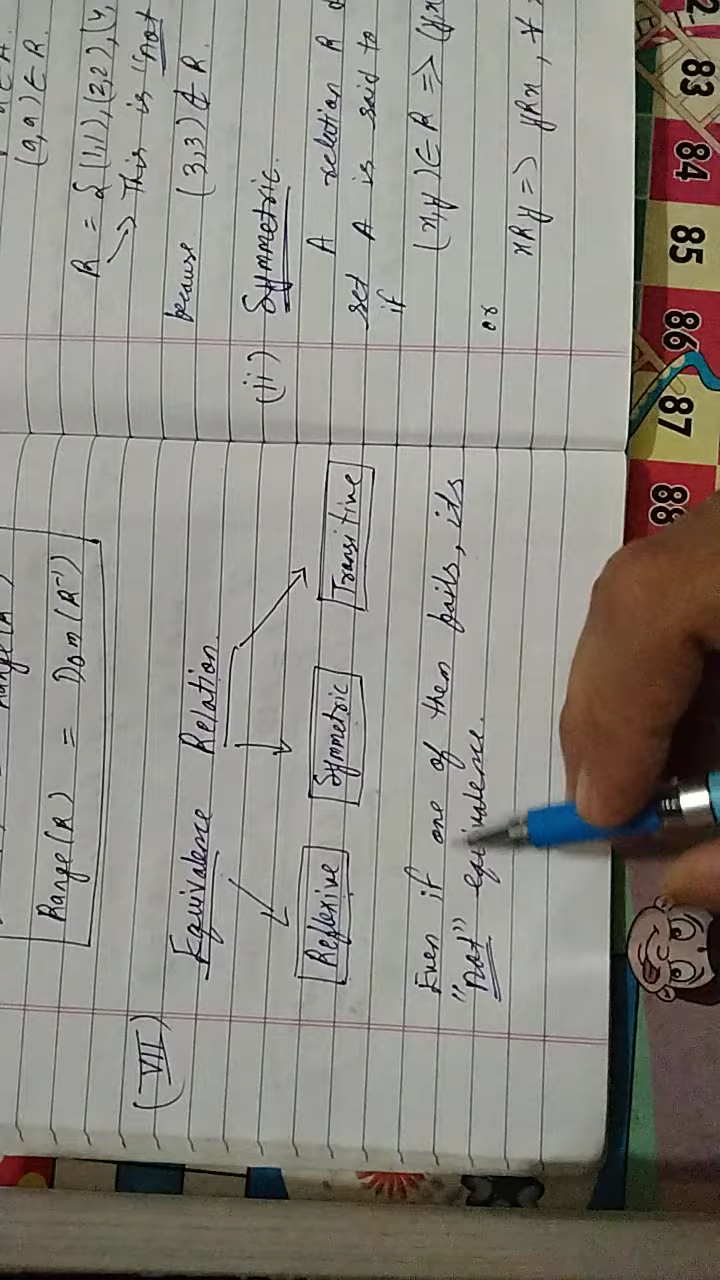 Range(R) = Dom(R⁻¹)
(VII) Equivalence Relation.
Reflexive Symmetric Transitive
Even if one of them fails, its
"not" equivalence.
(a,a) ∈ R.
R = {(1,1),(2,2),
→ This is "not
because (3,3) ∉ R.
(ii) Symmetric.
A relation R
set A is said to
if (x,y) ∈ R ⇒ (y,x
or
xRy ⇒ yRx, ∀
83
84
85
86
87
88